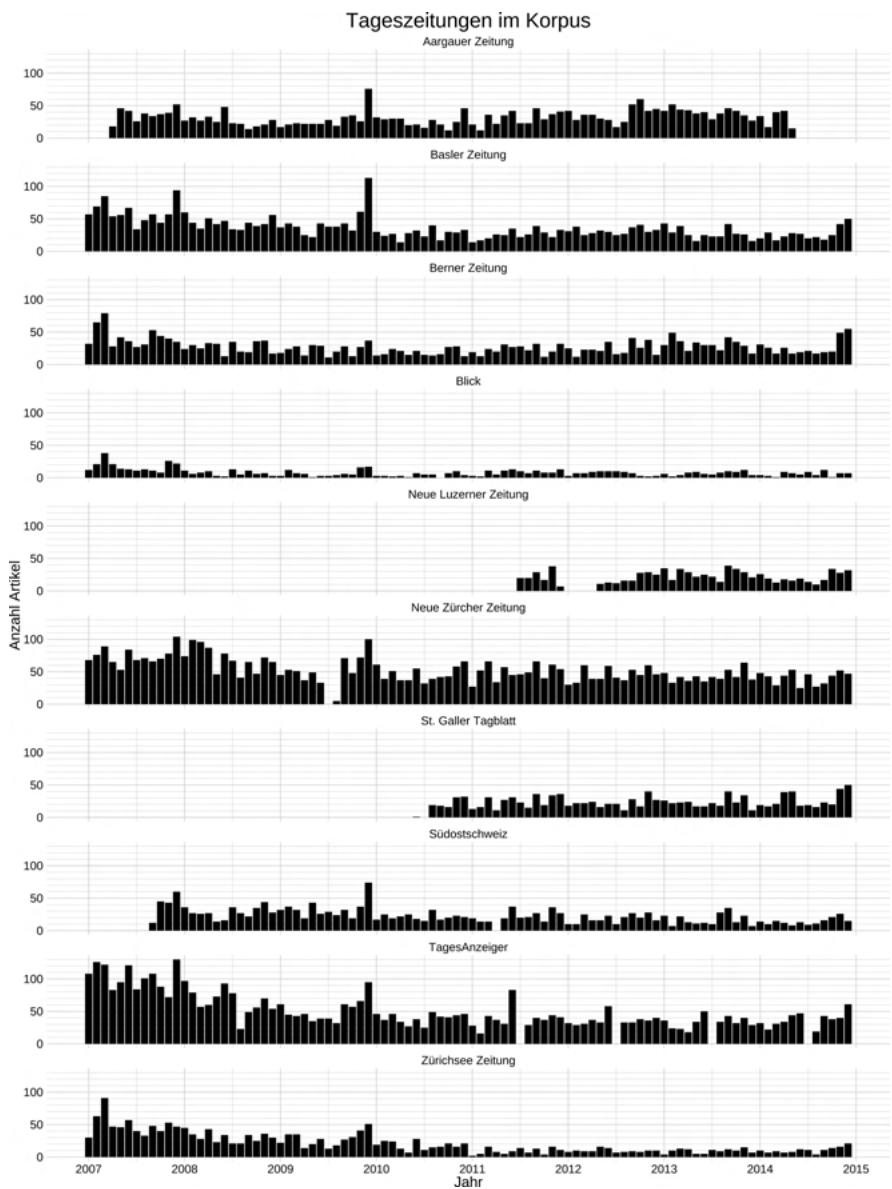 Tageszeitungen im Korpus
Aargauer Zeitung
100
50
0
Basler Zeitung
100
50
0
Berner Zeitung
100
50
0
Blick
100
50
0
Neue Luzerner Zeitung
100
50
0
Anzahl Artikel
Neue Zürcher Zeitung
100
50
0
St. Galler Tagblatt
100
50
0
Südostschweiz
100
50
0
TagesAnzeiger
100
50
0
Zürichsee Zeitung
100
50
0
2007 2008 2009 2010 2011 2012 2013 2014 2015
Jahr